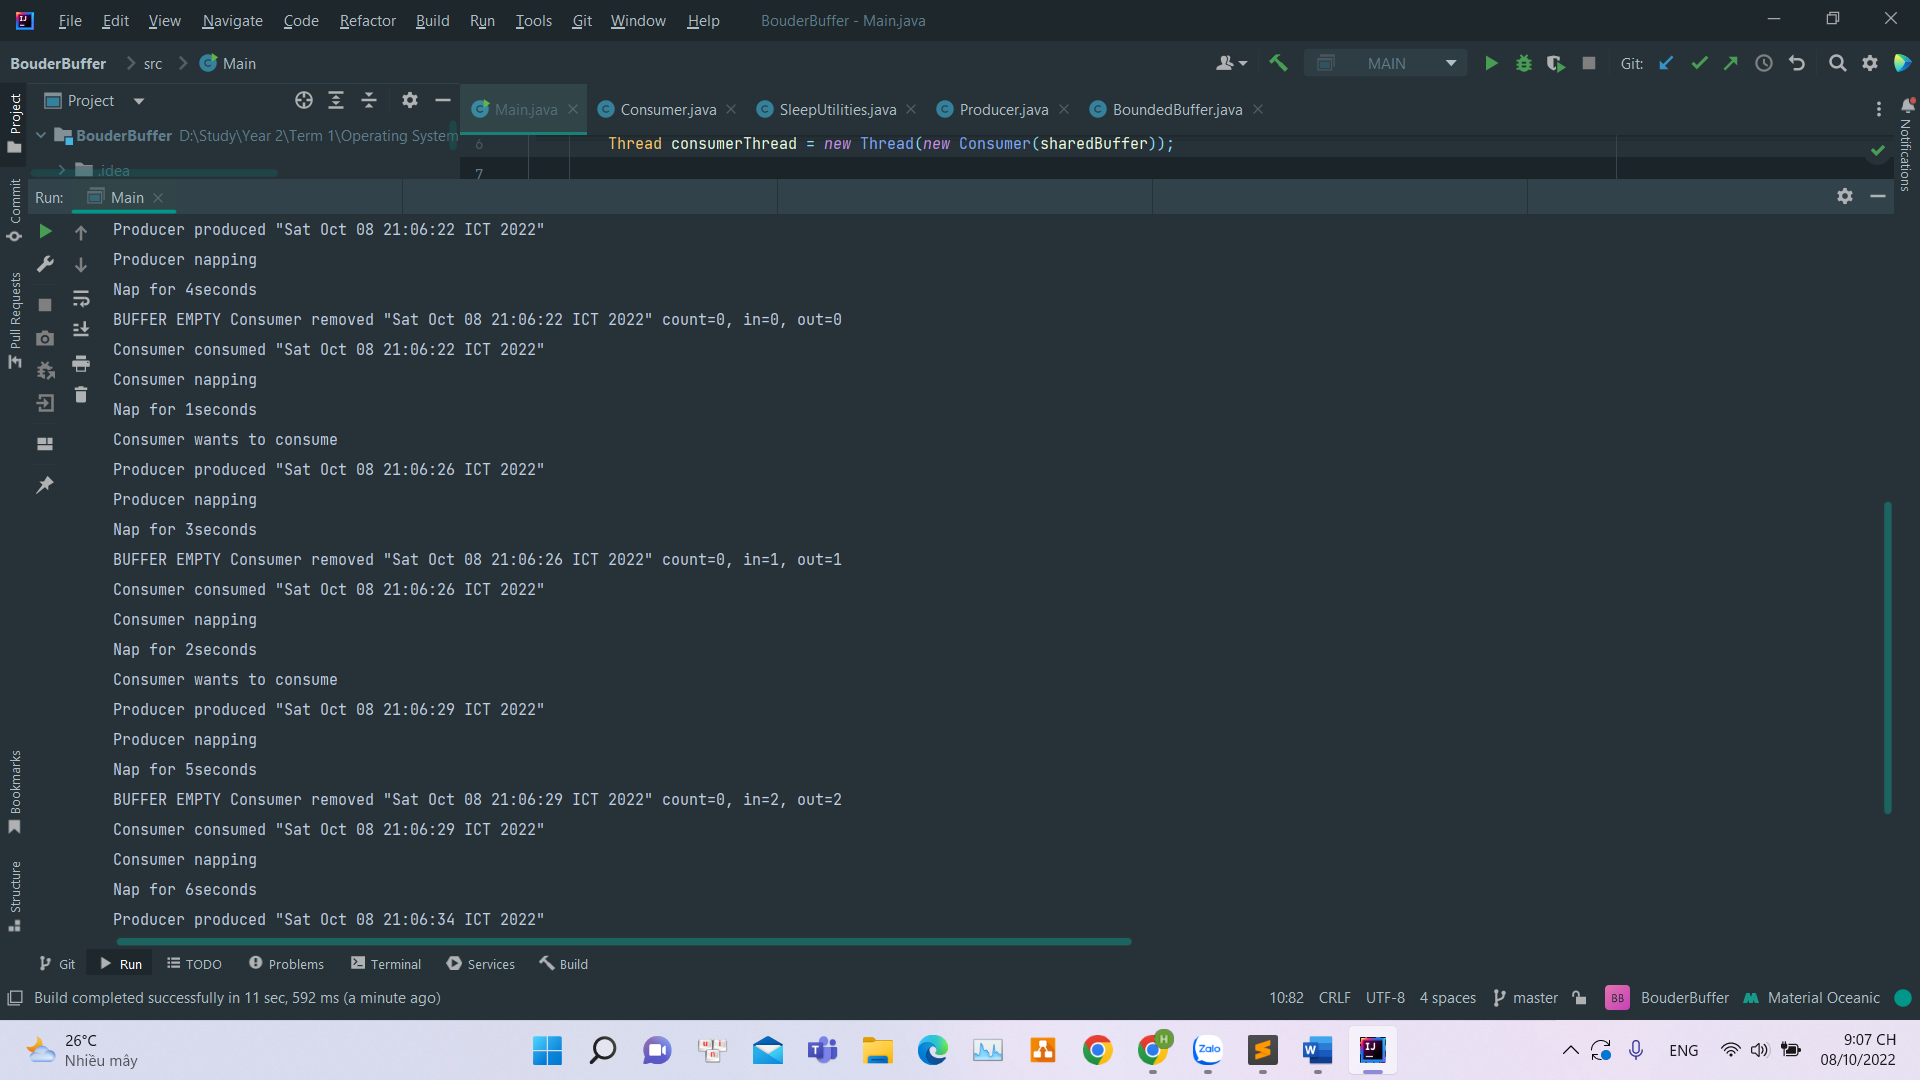 File Edit View Navigate Code Refactor Build Run Tools Git Window Help BouderBuffer - Main.java
BouderBuffer src Main MAIN Git:
Project Main.java Consumer.java SleepUtilities.java Producer.java BoundedBuffer.java
BouderBuffer D:\Study\Year 2\Term 1\Operating System
6 Thread consumerThread = new Thread(new Consumer(sharedBuffer));
.idea
7
Run: Main
Producer produced "Sat Oct 08 21:06:22 ICT 2022"
Producer napping
Nap for 4seconds
BUFFER EMPTY Consumer removed "Sat Oct 08 21:06:22 ICT 2022" count=0, in=0, out=0
Consumer consumed "Sat Oct 08 21:06:22 ICT 2022"
Consumer napping
Nap for 1seconds
Consumer wants to consume
Producer produced "Sat Oct 08 21:06:26 ICT 2022"
Producer napping
Nap for 3seconds
BUFFER EMPTY Consumer removed "Sat Oct 08 21:06:26 ICT 2022" count=0, in=1, out=1
Consumer consumed "Sat Oct 08 21:06:26 ICT 2022"
Consumer napping
Nap for 2seconds
Consumer wants to consume
Producer produced "Sat Oct 08 21:06:29 ICT 2022"
Producer napping
Nap for 5seconds
BUFFER EMPTY Consumer removed "Sat Oct 08 21:06:29 ICT 2022" count=0, in=2, out=2
Consumer consumed "Sat Oct 08 21:06:29 ICT 2022"
Consumer napping
Nap for 6seconds
Producer produced "Sat Oct 08 21:06:34 ICT 2022"
Project
Commit
Pull Requests
Bookmarks
Structure
Notifications
Git Run TODO Problems Terminal Services Build
Build completed successfully in 11 sec, 592 ms (a minute ago) 10:82 CRLF UTF-8 4 spaces master BB BouderBuffer Material Oceanic
26°C
Nhiều mây
H
Zalo
ENG
9:07 CH
08/10/2022